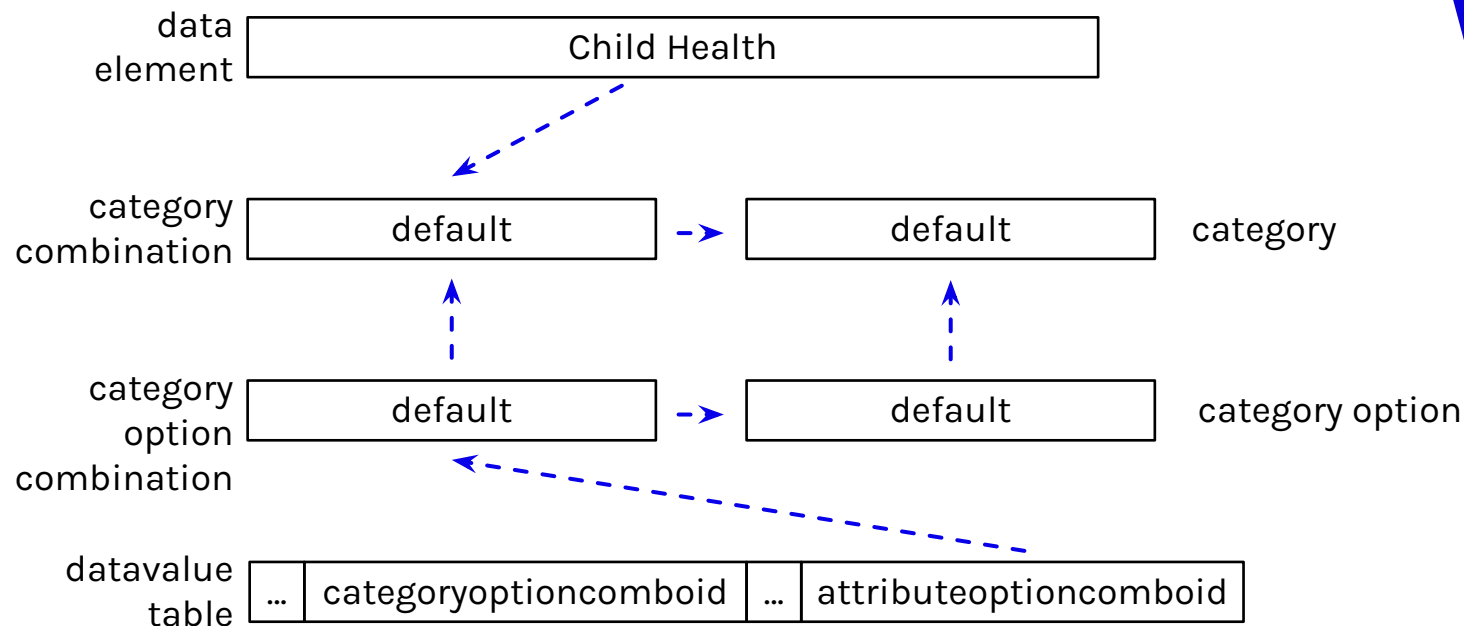 data
element
Child Health
category
combination
default
default
category
category
option
combination
default
default
category option
datavalue
table
...
categoryoptioncomboid
...
attributeoptioncomboid